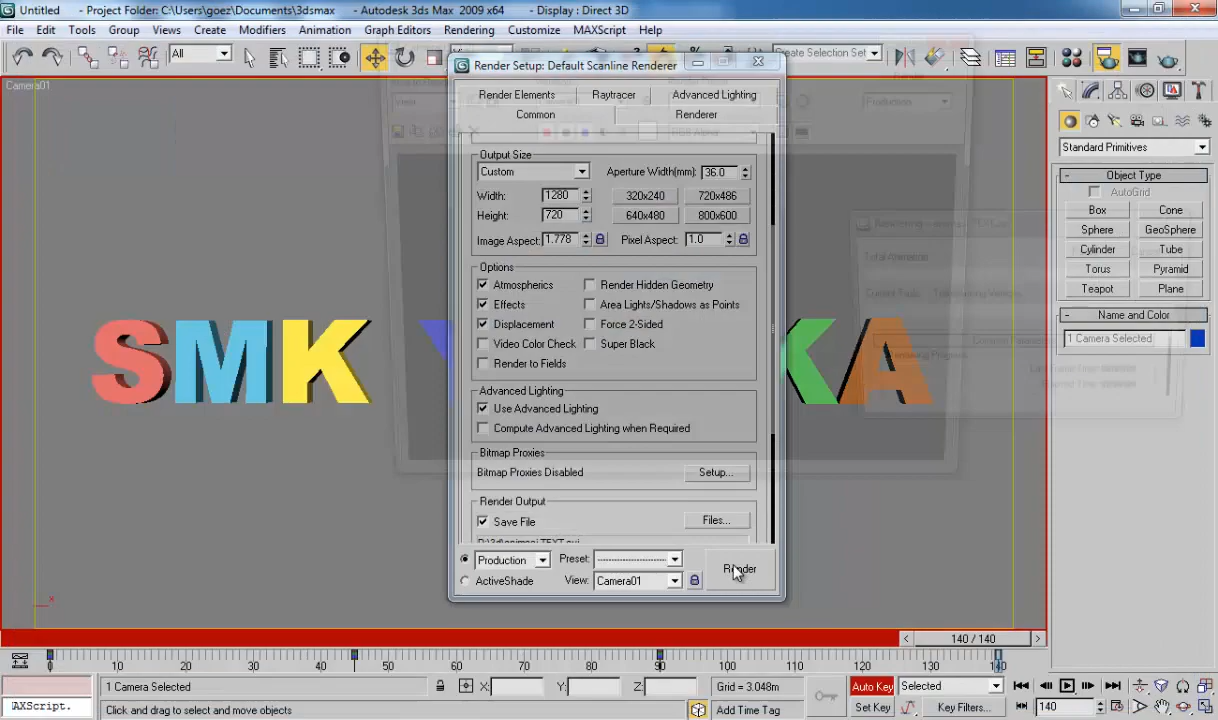 Untitled - Project Folder: C:\Users\goez\Documents\3dsmax - Autodesk 3ds Max 2009 x64 - Display : Direct 3D
File Edit Tools Group Views Create Modifiers Animation Graph Editors Rendering Customize MAXScript Help
All
Create Selection Set
Camera01
Render Setup: Default Scanline Renderer
Render Elements Raytracer Advanced Lighting
Common Renderer
Output Size
Custom Aperture Width(mm): 36.0
Width: 1280 320x240 720x486
Height: 720 640x480 800x600
Image Aspect: 1.778 Pixel Aspect: 1.0
Options
Atmospherics Render Hidden Geometry
Effects Area Lights/Shadows as Points
Displacement Force 2-Sided
Video Color Check Super Black
Render to Fields
Advanced Lighting
Use Advanced Lighting
Compute Advanced Lighting when Required
Bitmap Proxies
Bitmap Proxies Disabled Setup...
Render Output
Save File Files...
Production Preset: Render
ActiveShade View: Camera01
SMK
KA
Standard Primitives
- Object Type
AutoGrid
Box Cone
Sphere GeoSphere
Cylinder Tube
Torus Pyramid
Teapot Plane
- Name and Color
1 Camera Selected
Production
Total Animation
< 140 / 140 >
0 10 20 30 40 50 60 70 80 90 100 110 120 130 140
1 Camera Selected X: Y: Z: Grid = 3.048m Auto Key Selected
AXScript. Click and drag to select and move objects Add Time Tag Set Key Key Filters... 140